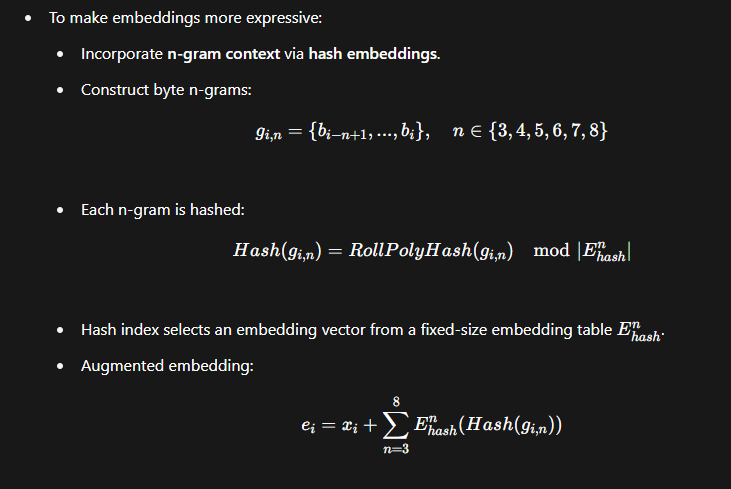 • To make embeddings more expressive:
• Incorporate n-gram context via hash embeddings.
• Construct byte n-grams:
g_{i,n} = {b_{i−n+1}, ..., b_i}, n ∈ {3, 4, 5, 6, 7, 8}
• Each n-gram is hashed:
Hash(g_{i,n}) = RollPolyHash(g_{i,n}) mod |E^n_{hash}|
• Hash index selects an embedding vector from a fixed-size embedding table E^n_{hash}.
• Augmented embedding:
e_i = x_i + ∑_{n=3}^{8} E^n_{hash}(Hash(g_{i,n}))